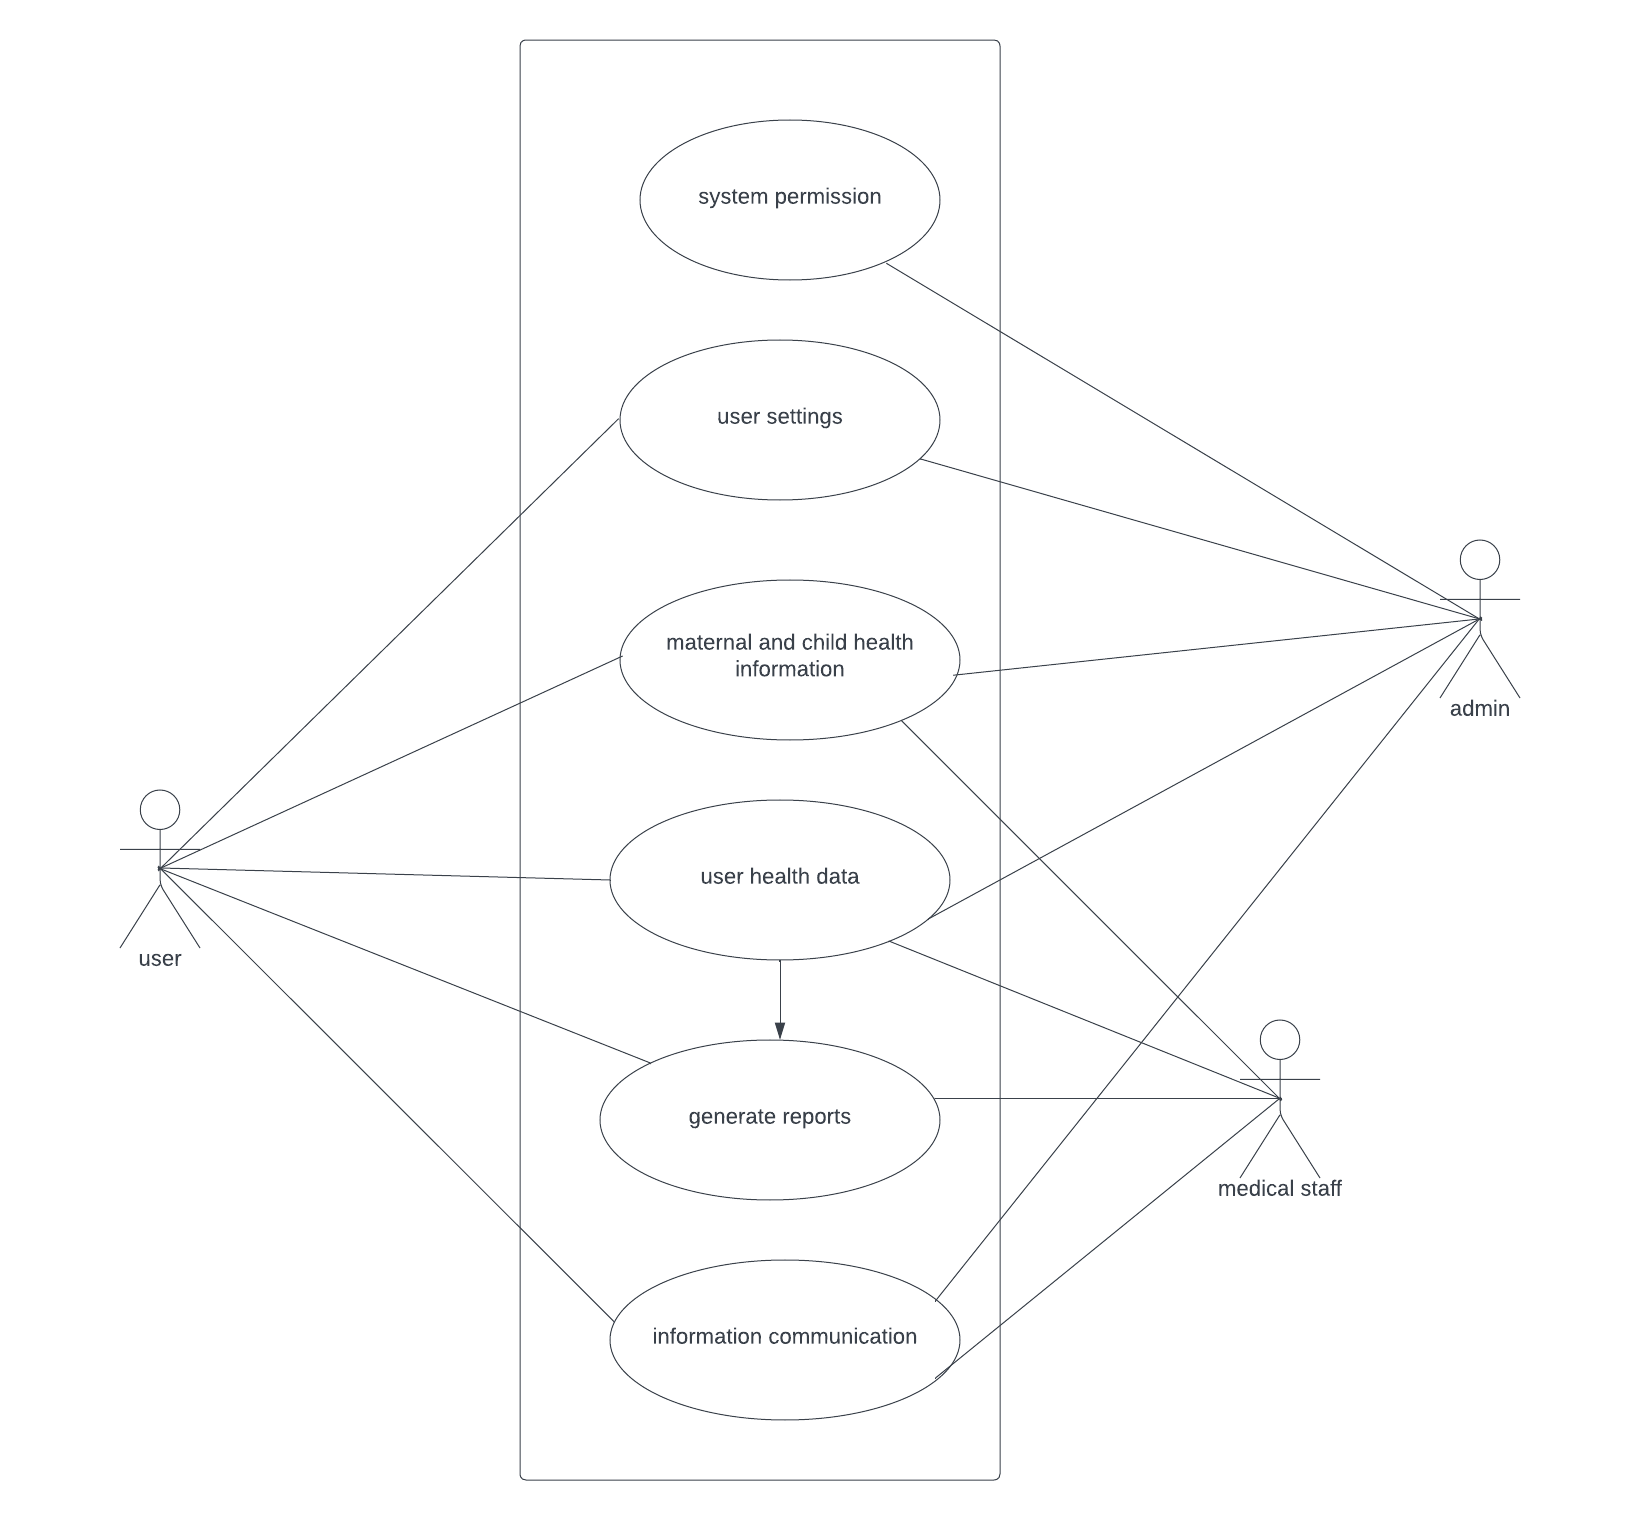 system permission
user settings
maternal and child health
information
admin
user health data
user
generate reports
medical staff
information communication